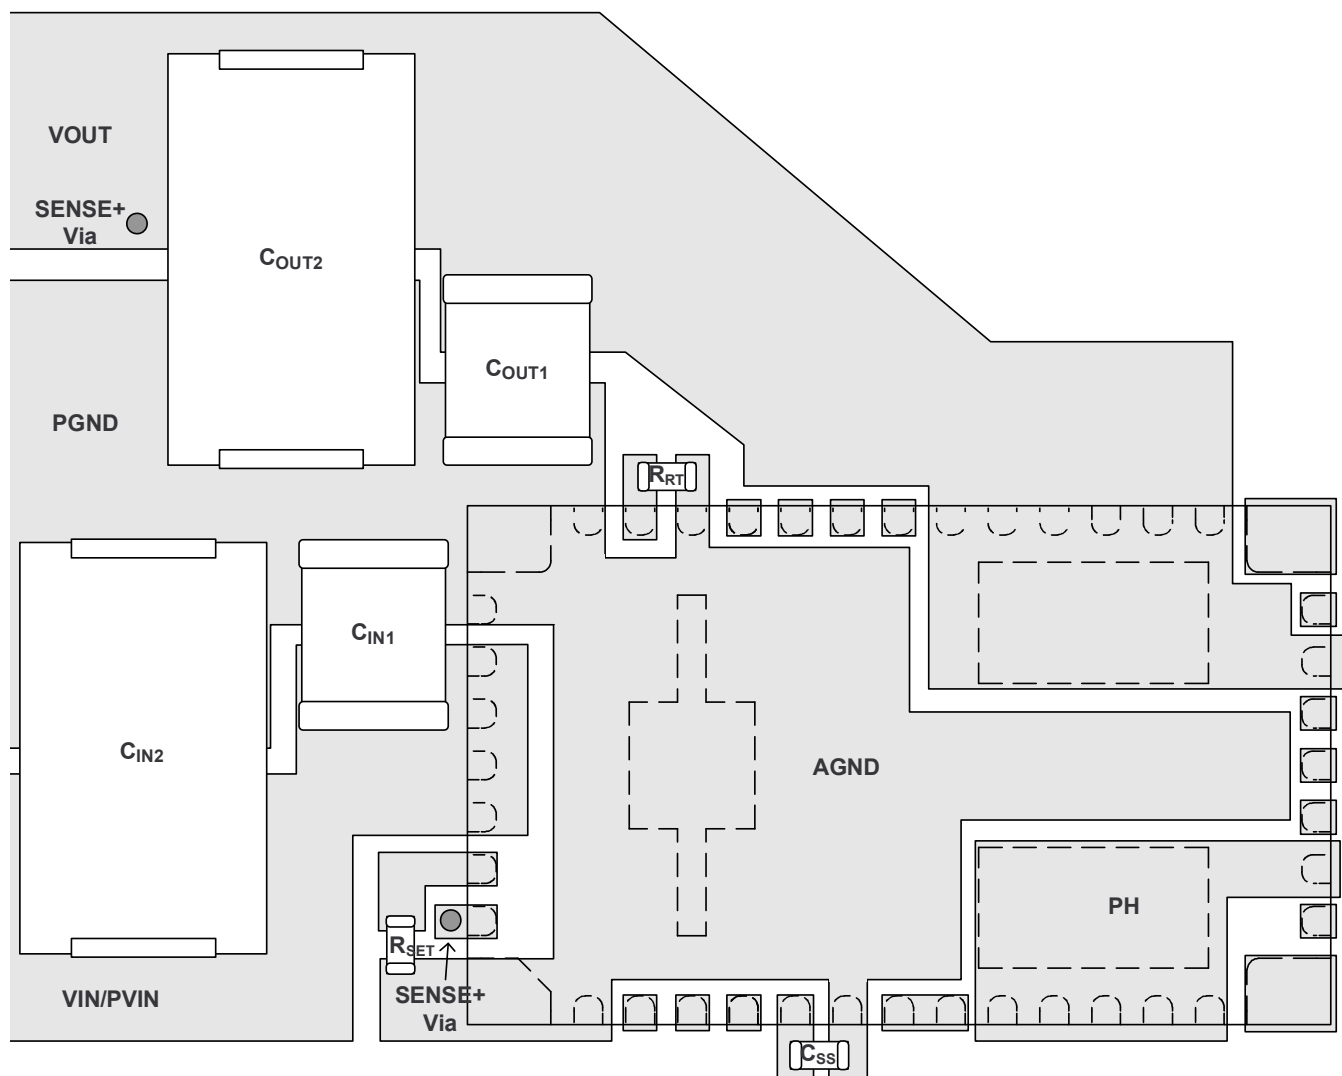 VOUT
SENSE+
Via
COUT2
COUT1
PGND
RRT
CIN1
CIN2
AGND
PH
RSET
VIN/PVIN
SENSE+
Via
CSS